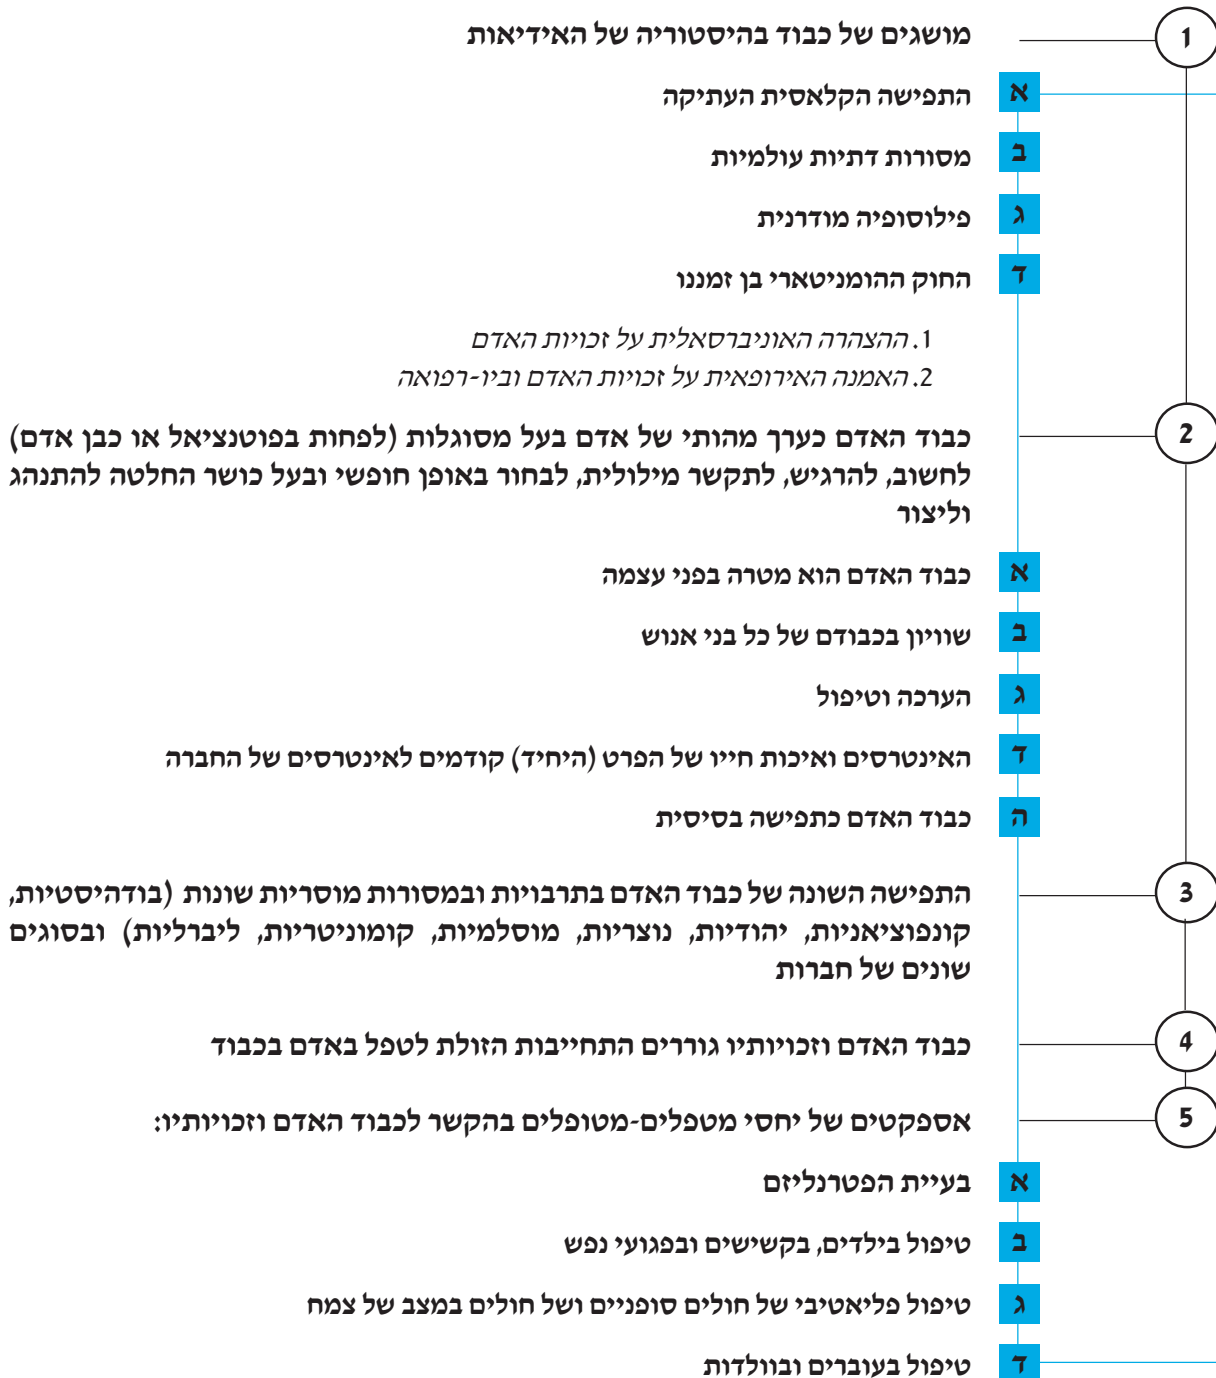 1 מושגים של כבוד בהיסטוריה של האידיאות
א התפישה הקלאסית העתיקה
ב מסורות דתיות עולמיות
ג פילוסופיה מודרנית
ד החוק ההומניטארי בן זמננו
1. ההצהרה האוניברסאלית על זכויות האדם
2. האמנה האירופאית על זכויות האדם וביו-רפואה
2 כבוד האדם כערך מהותי של אדם בעל מסוגלות (לפחות בפוטנציאל או כבן אדם)
לחשוב, להרגיש, לתקשר מילולית, לבחור באופן חופשי ובעל כושר החלטה להתנהג
וליצור
א כבוד האדם הוא מטרה בפני עצמה
ב שוויון בכבודם של כל בני אנוש
ג הערכה וטיפול
ד האינטרסים ואיכות חייו של הפרט (היחיד) קודמים לאינטרסים של החברה
ה כבוד האדם כתפישה בסיסית
3 התפישה השונה של כבוד האדם בתרבויות ובמסורות מוסריות שונות (בודהיסטיות,
קונפוציאניות, יהודיות, נוצריות, מוסלמיות, קומוניטריות, ליברליות) ובסוגים
שונים של חברות
4 כבוד האדם וזכויותיו גוררים התחייבות הזולת לטפל באדם בכבוד
5 אספקטים של יחסי מטפלים-מטופלים בהקשר לכבוד האדם וזכויותיו:
א בעיית הפטרנליזם
ב טיפול בילדים, בקשישים ובפגועי נפש
ג טיפול פליאטיבי של חולים סופניים ושל חולים במצב של צמח
ד טיפול בעוברים ובוולדות